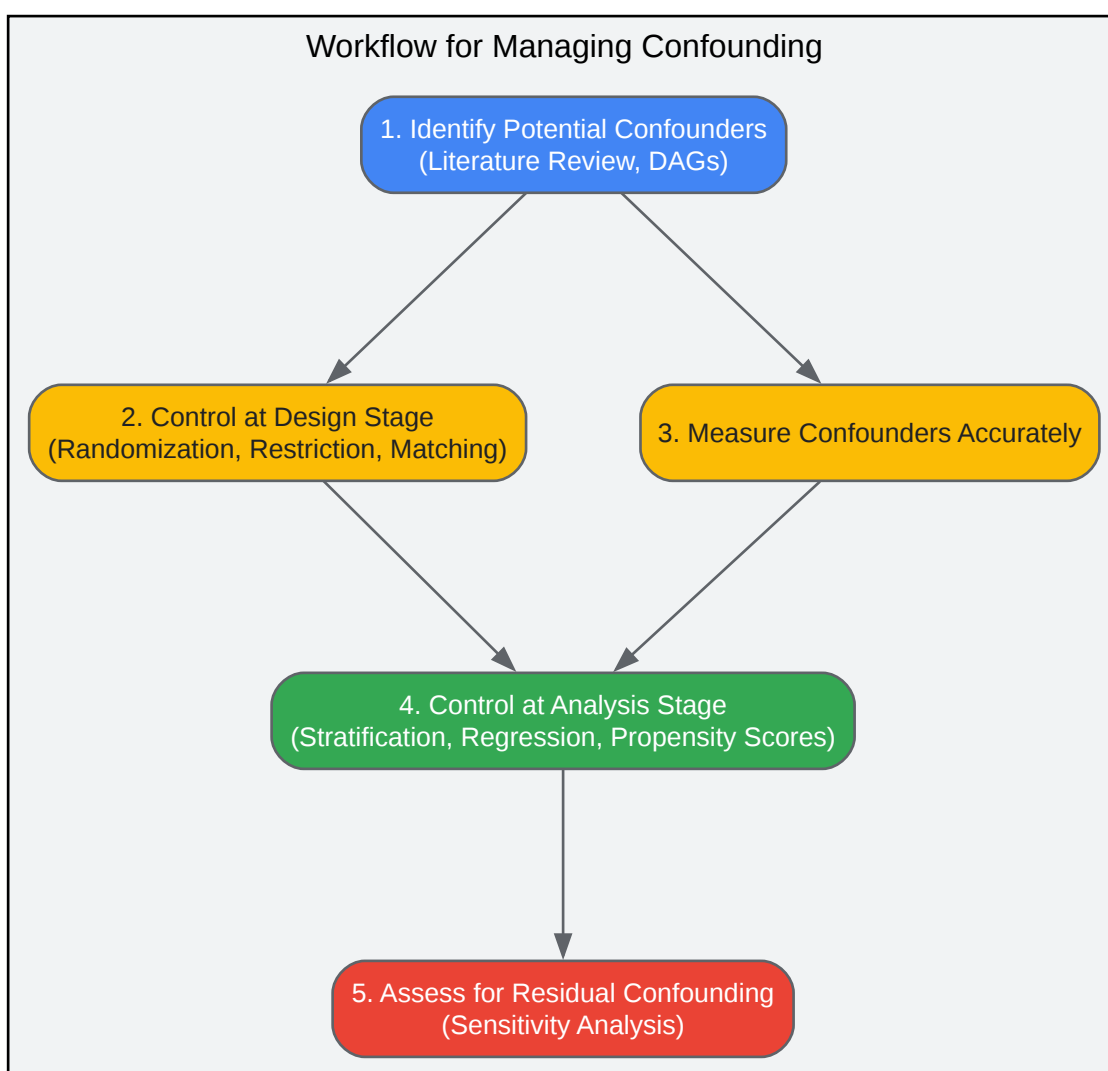 Workflow for Managing Confounding
1. Identify Potential Confounders
(Literature Review, DAGs)
2. Control at Design Stage
(Randomization, Restriction, Matching)
3. Measure Confounders Accurately
4. Control at Analysis Stage
(Stratification, Regression, Propensity Scores)
5. Assess for Residual Confounding
(Sensitivity Analysis)